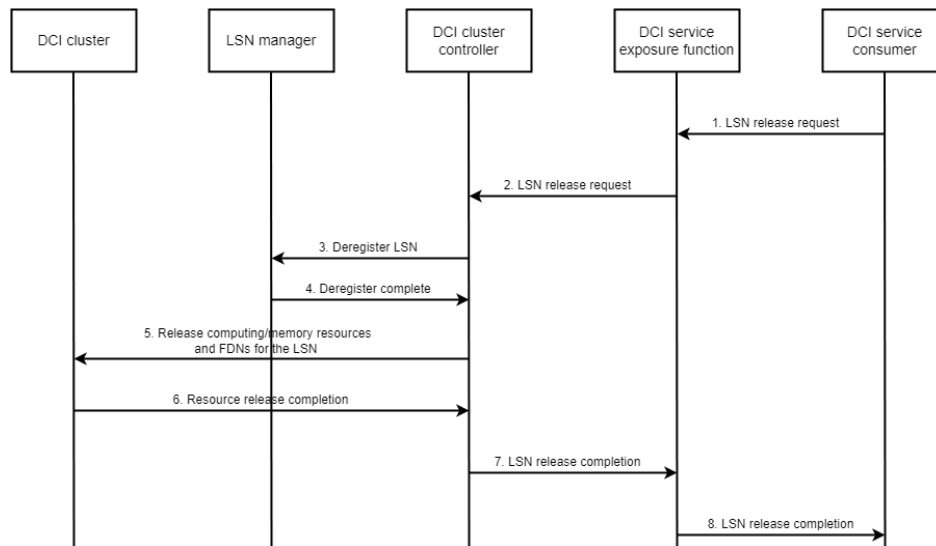 DCI cluster
LSN manager
DCI cluster
controller
DCI service
exposure function
DCI service
consumer
1. LSN release request
2. LSN release request
3. Deregister LSN
4. Deregister complete
5. Release computing/memory resources
and FDNs for the LSN
6. Resource release completion
7. LSN release completion
8. LSN release completion